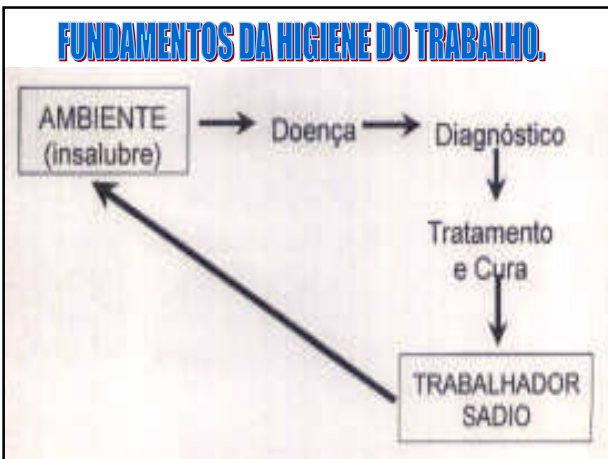 FUNDAMENTOS DA HIGIENE DO TRABALHO.
AMBIENTE
(insalubre)
Doença
Diagnóstico
Tratamento
e Cura
TRABALHADOR
SADIO